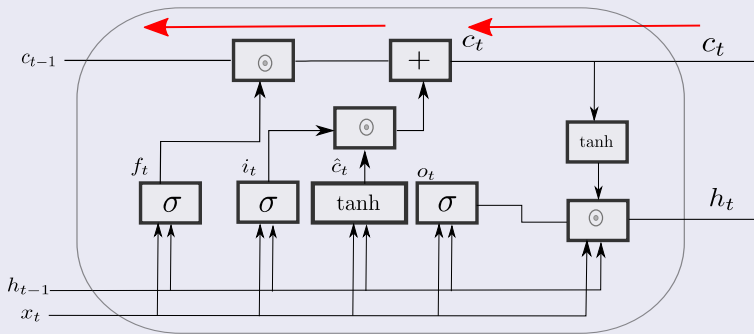 c_t c_t
c_{t-1} ⊙ +
⊙ tanh
f_t i_t ĉ_t o_t
σ σ tanh σ ⊙ h_t
h_{t-1}
x_t